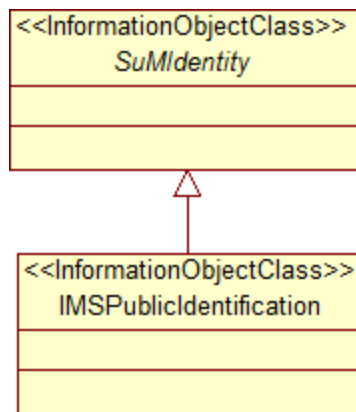 <<InformationObjectClass>>
SuMIdentity
<<InformationObjectClass>>
IMSPublicIdentification